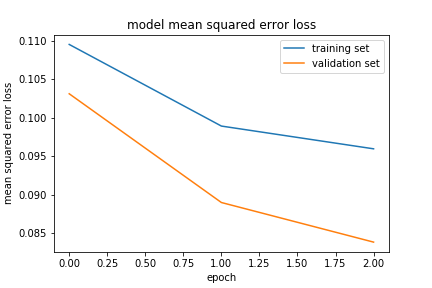 model mean squared error loss
training set
validation set
mean squared error loss
0.110
0.105
0.100
0.095
0.090
0.085
0.00 0.25 0.50 0.75 1.00 1.25 1.50 1.75 2.00
epoch